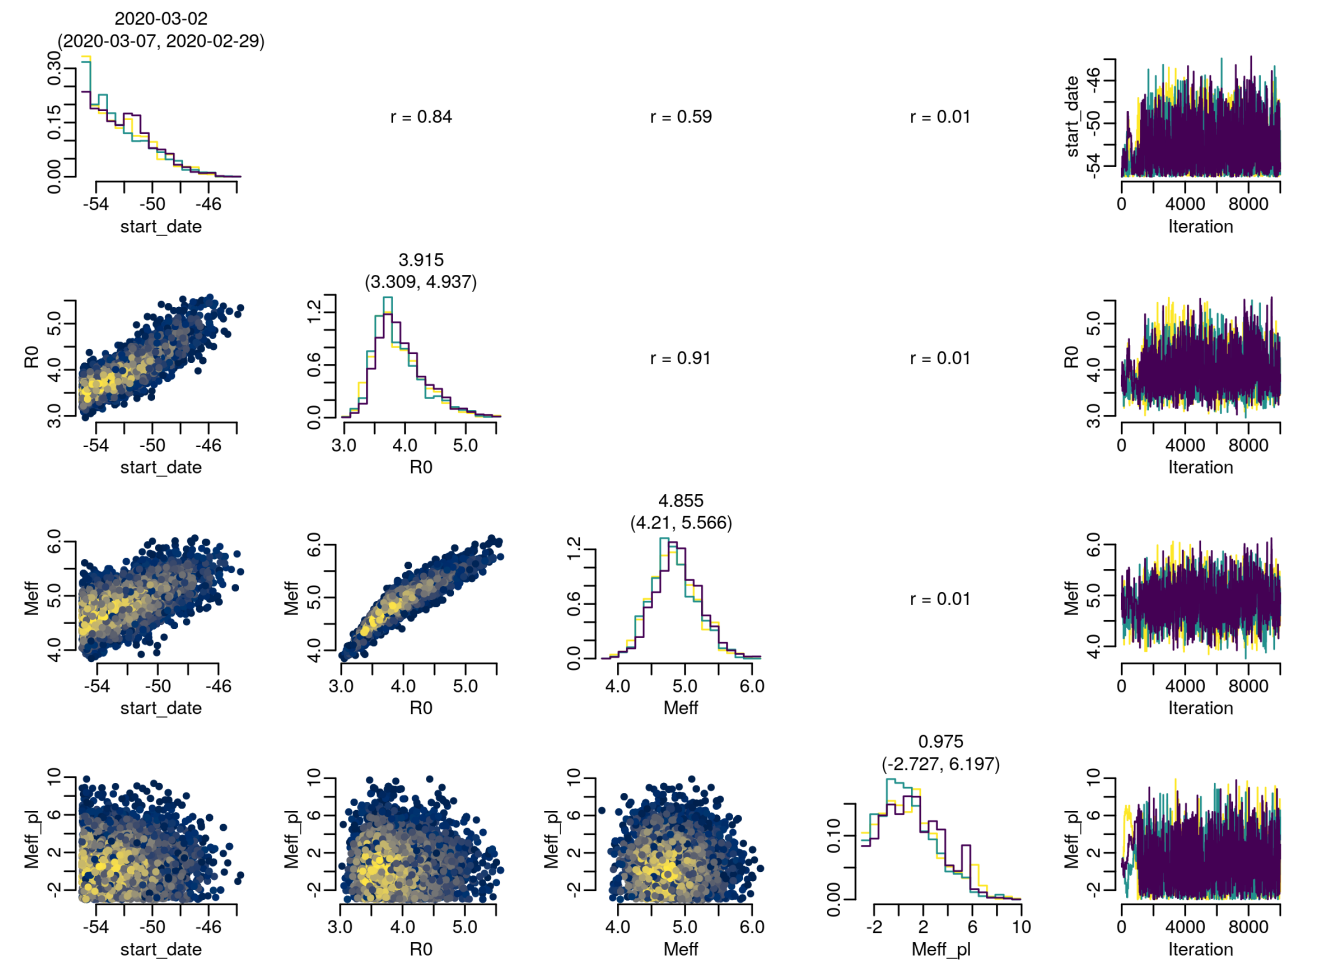 2020-03-02
(2020-03-07, 2020-02-29)
0.00 0.15 0.30
-54 -50 -46
start_date
r = 0.84
r = 0.59
r = 0.01
start_date
-54 -50 -46
0 4000 8000
Iteration
R0
3.0 4.0 5.0
-54 -50 -46
start_date
3.915
(3.309, 4.937)
0.0 0.6 1.2
3.0 4.0 5.0
R0
r = 0.91
r = 0.01
R0
3.0 4.0 5.0
0 4000 8000
Iteration
Meff
4.0 5.0 6.0
-54 -50 -46
start_date
Meff
4.0 5.0 6.0
3.0 4.0 5.0
R0
4.855
(4.21, 5.566)
0.0 0.6 1.2
4.0 5.0 6.0
Meff
r = 0.01
Meff
4.0 5.0 6.0
0 4000 8000
Iteration
Meff_pl
-2 2 6 10
-54 -50 -46
start_date
Meff_pl
-2 2 6 10
3.0 4.0 5.0
R0
Meff_pl
-2 2 6 10
4.0 5.0 6.0
Meff
0.975
(-2.727, 6.197)
0.00 0.10
-2 2 6 10
Meff_pl
Meff_pl
-2 2 6 10
0 4000 8000
Iteration